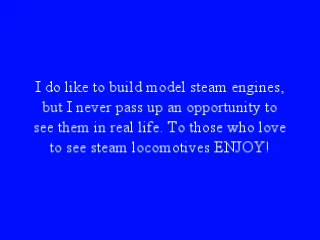 I do like to build model steam engines,
but I never pass up an opportunity to
see them in real life. To those who love
to see steam locomotives ENJOY!